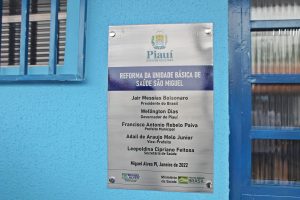 Piauí
REFORMA DA UNIDADE BÁSICA DE
SAÚDE SÃO MIGUEL
Jair Messias Bolsonaro
Presidente do Brasil
Wellington Dias
Governador do Piauí
Francisco Antonio Rebelo Paiva
Prefeito Municipal
Adail de Araujo Melo Junior
Vice-Prefeito
Leopoldina Cipriano Feitosa
Secretária de Saúde
Miguel Alves PI, Janeiro de 2022